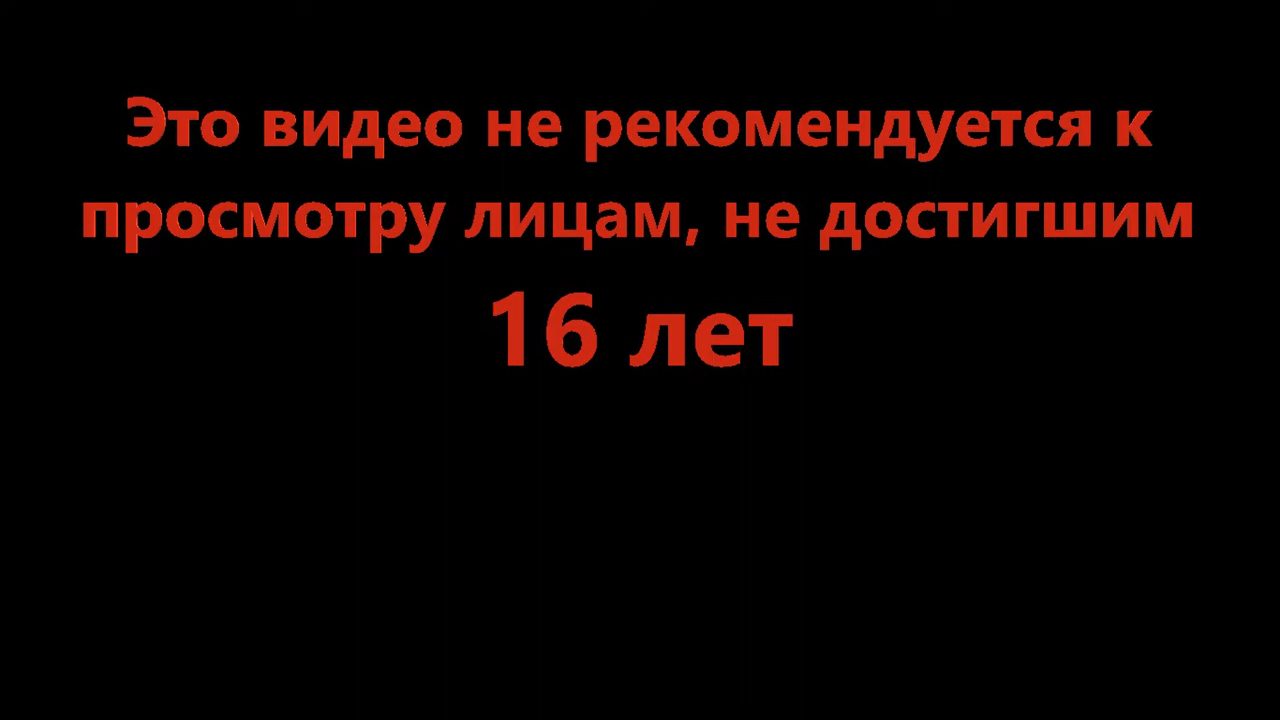 Это видео не рекомендуется к
просмотру лицам, не достигшим
16 лет